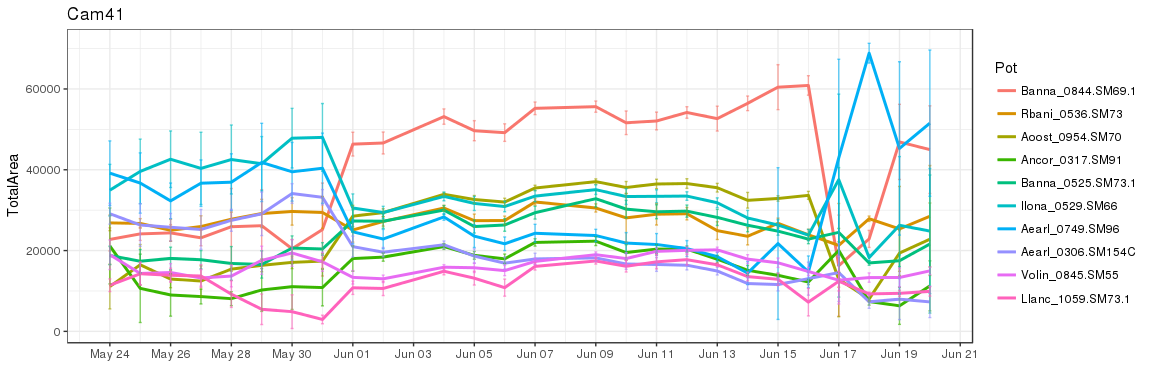 Cam41
TotalArea
60000
40000
20000
0
May 24 May 26 May 28 May 30 Jun 01 Jun 03 Jun 05 Jun 07 Jun 09 Jun 11 Jun 13 Jun 15 Jun 17 Jun 19 Jun 21
Pot
Banna_0844.SM69.1
Rbani_0536.SM73
Aoost_0954.SM70
Ancor_0317.SM91
Banna_0525.SM73.1
Ilona_0529.SM66
Aearl_0749.SM96
Aearl_0306.SM154C
Volin_0845.SM55
Llanc_1059.SM73.1